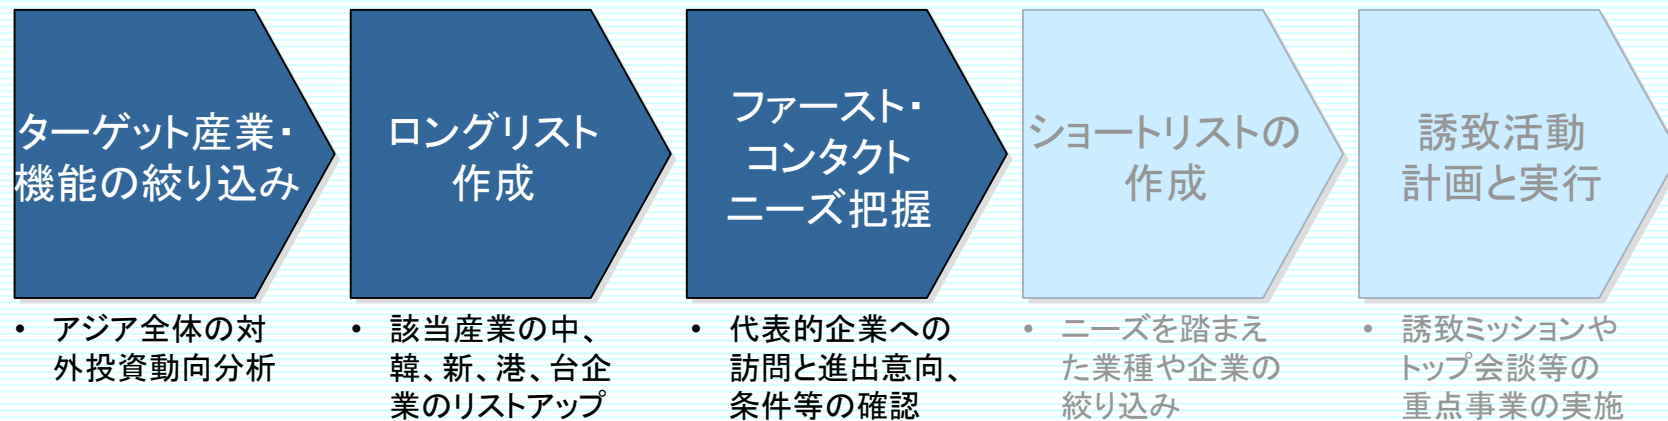 ターゲット産業・
機能の絞り込み
• アジア全体の対
外投資動向分析
ロングリスト
作成
• 該当産業の中、
韓、新、港、台企
業のリストアップ
ファースト・
コンタクト
ニーズ把握
• 代表的企業への
訪問と進出意向、
条件等の確認
ショートリストの
作成
• ニーズを踏まえ
た業種や企業の
絞り込み
誘致活動
計画と実行
• 誘致ミッションや
トップ会談等の
重点事業の実施